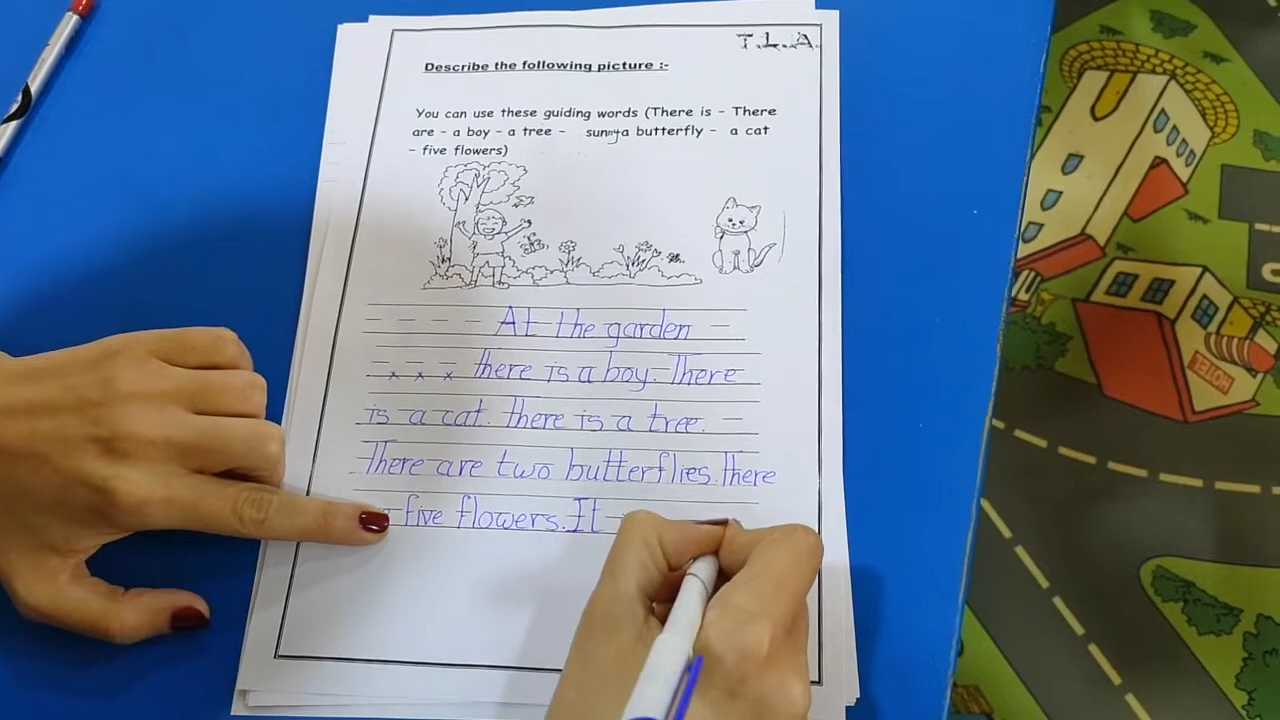 T.L.A.
Describe the following picture :-
You can use these guiding words (There is - There
are - a boy - a tree - sunny a butterfly - a cat
- five flowers)
At the garden
x x x there is a boy. There
is a cat. There is a tree.
There are two butterflies. there
five flowers. It
HOTEL